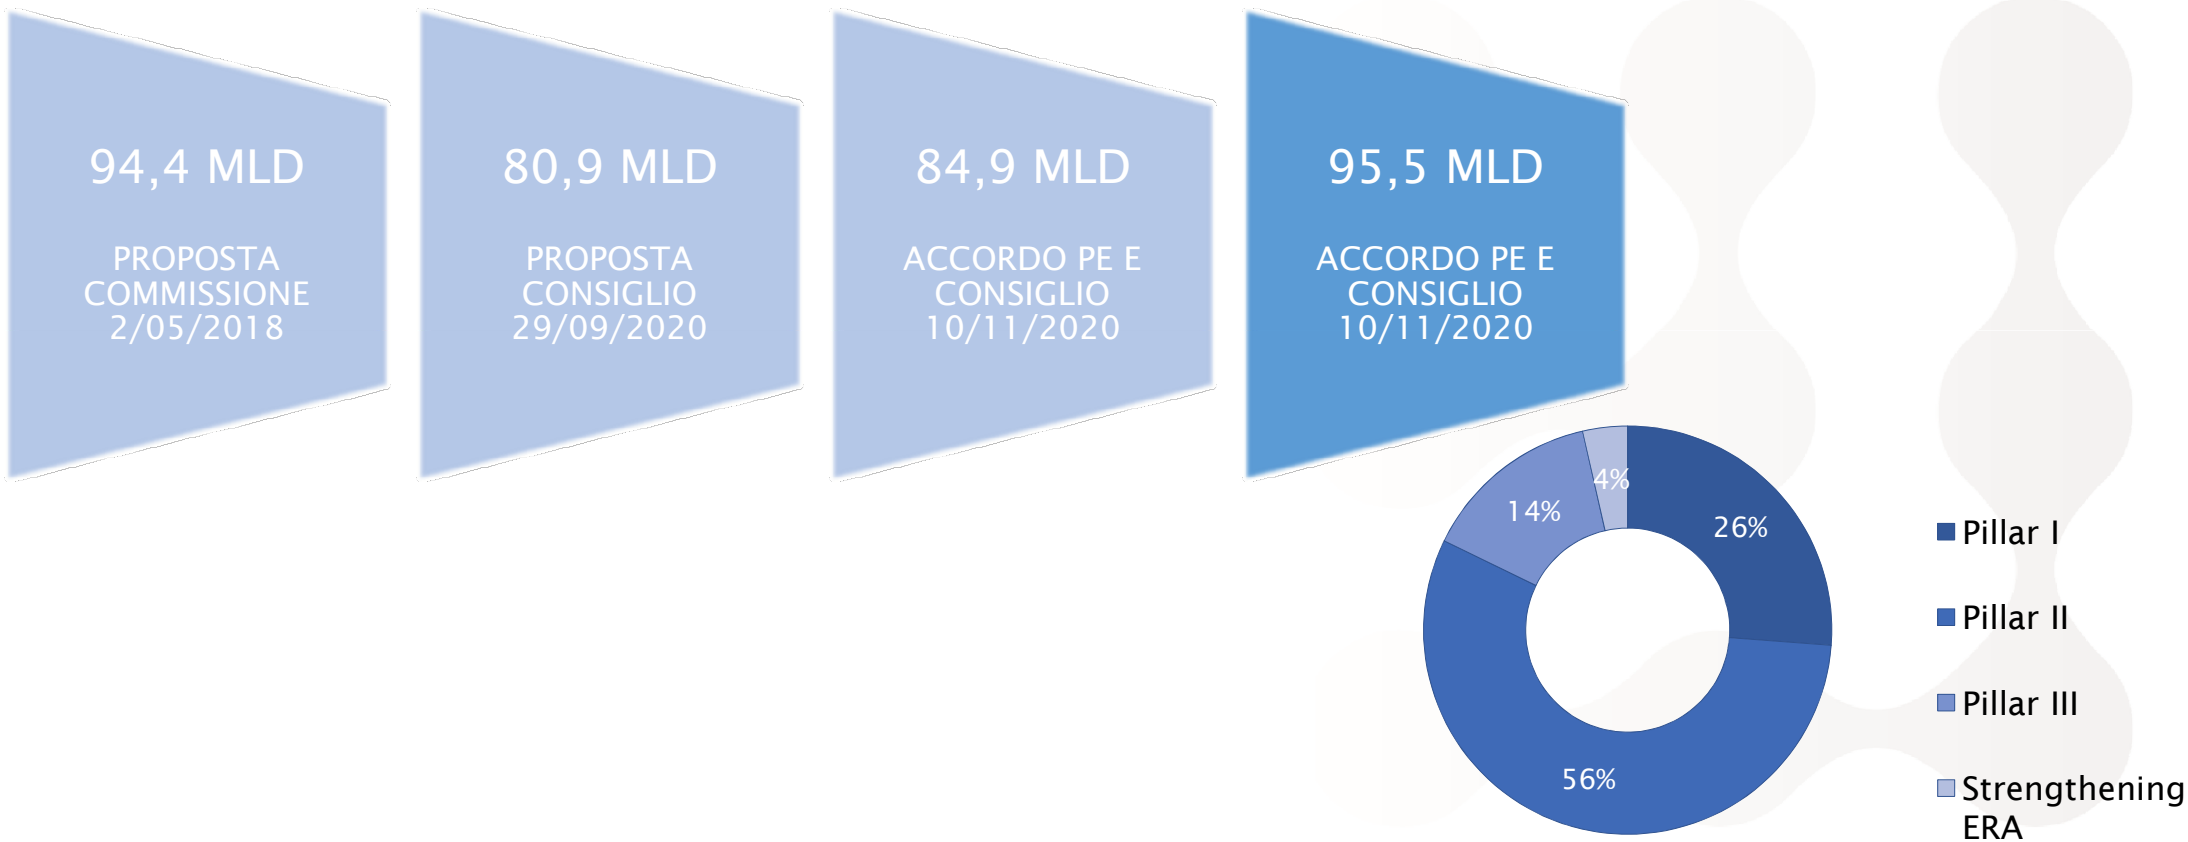 94,4 MLD
PROPOSTA
COMMISSIONE
2/05/2018
80,9 MLD
PROPOSTA
CONSIGLIO
29/09/2020
84,9 MLD
ACCORDO PE E
CONSIGLIO
10/11/2020
95,5 MLD
ACCORDO PE E
CONSIGLIO
10/11/2020
4%
14%
26%
56%
Pillar I
Pillar II
Pillar III
Strengthening
ERA